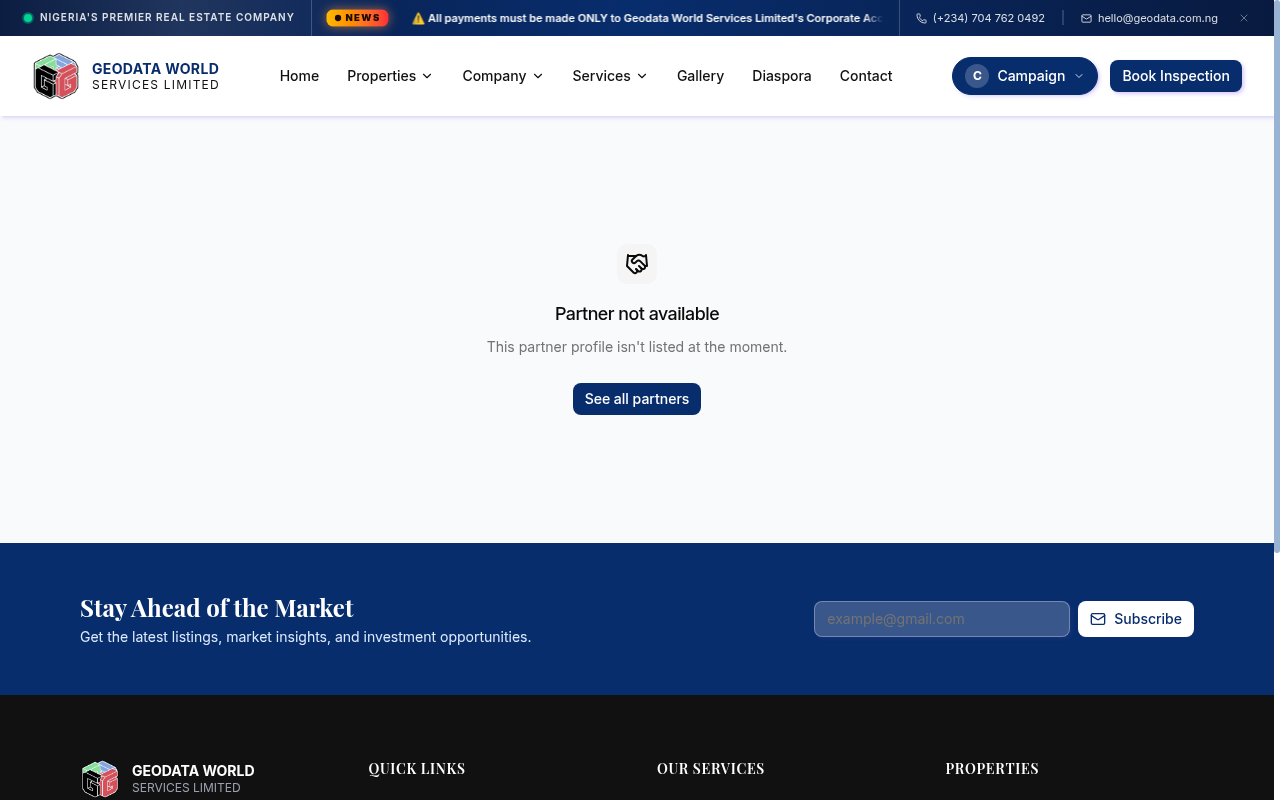 NIGERIA'S PREMIER REAL ESTATE COMPANY
NEWS
⚠️ All payments must be made ONLY to Geodata World Services Limited's Corporate
(+234) 704 762 0492
hello@geodata.com.ng
GEODATA WORLD
SERVICES LIMITED
Home
Properties
Company
Services
Gallery
Diaspora
Contact
C Campaign
Book Inspection
Partner not available
This partner profile isn't listed at the moment.
See all partners
Stay Ahead of the Market
Get the latest listings, market insights, and investment opportunities.
example@gmail.com
Subscribe
GEODATA WORLD
SERVICES LIMITED
QUICK LINKS
OUR SERVICES
PROPERTIES